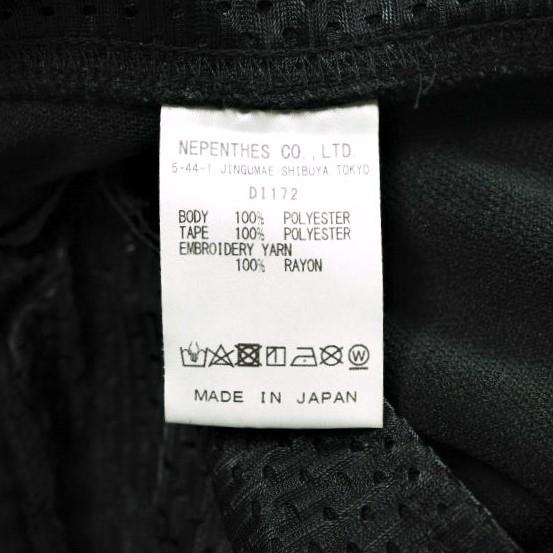 NEPENTHES CO.,LTD.
5-44-1 JINGUMAE SHIBUYA TOKYO
DI172
BODY 100% POLYESTER
TAPE 100% POLYESTER
EMBROIDERY YARN
100% RAYON
W
MADE IN JAPAN